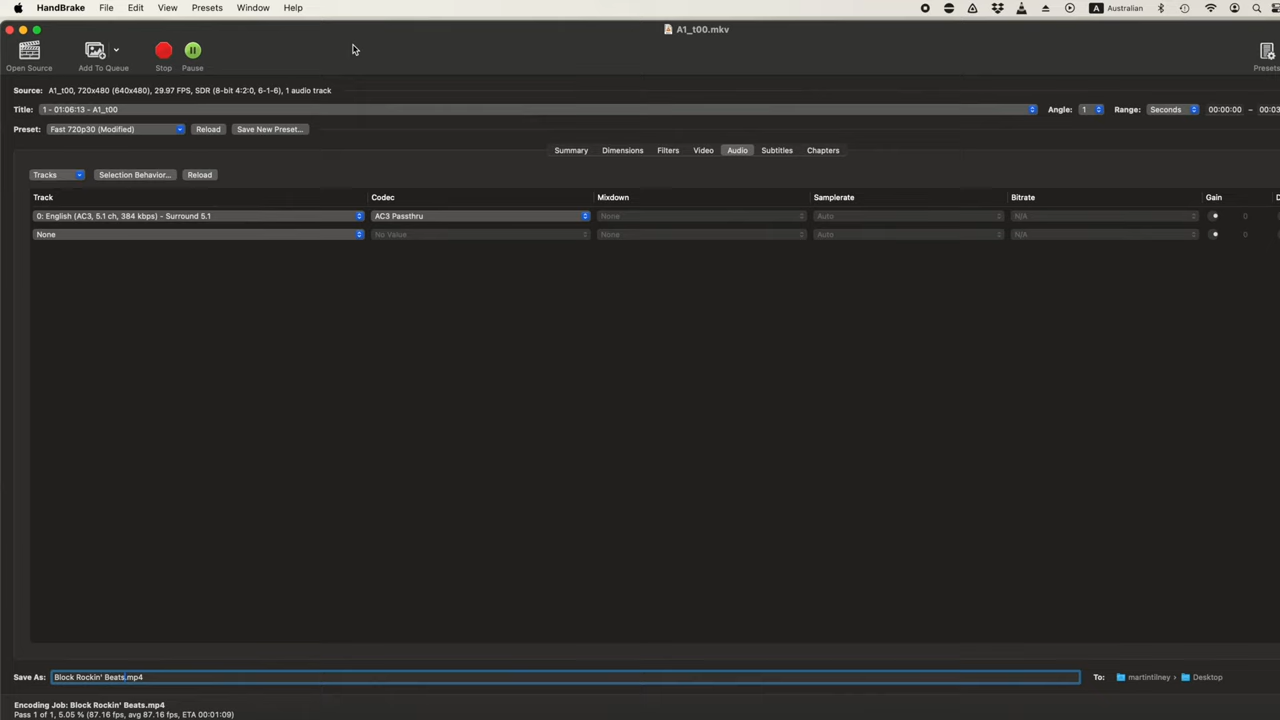 HandBrake File Edit View Presets Window Help A Australian
A1_t00.mkv
Open Source Add To Queue Stop Pause Presets
Source: A1_t00, 720x480 (640x480), 29.97 FPS, SDR (8-bit 4:2:0, 6-1-6), 1 audio track
Title: 1 - 01:06:13 - A1_t00 Angle: 1 Range: Seconds 00:00:00 – 00:03
Preset: Fast 720p30 (Modified) Reload Save New Preset...
Summary Dimensions Filters Video Audio Subtitles Chapters
Tracks Selection Behavior... Reload
Track Codec Mixdown Samplerate Bitrate Gain D
0: English (AC3, 5.1 ch, 384 kbps) - Surround 5.1 AC3 Passthru None Auto N/A 0
None No Value None Auto N/A 0
Save As: Block Rockin' Beats.mp4 To: martintilney › Desktop
Encoding Job: Block Rockin' Beats.mp4
Pass 1 of 1, 5.05 % (87.16 fps, avg 87.16 fps, ETA 00:01:09)